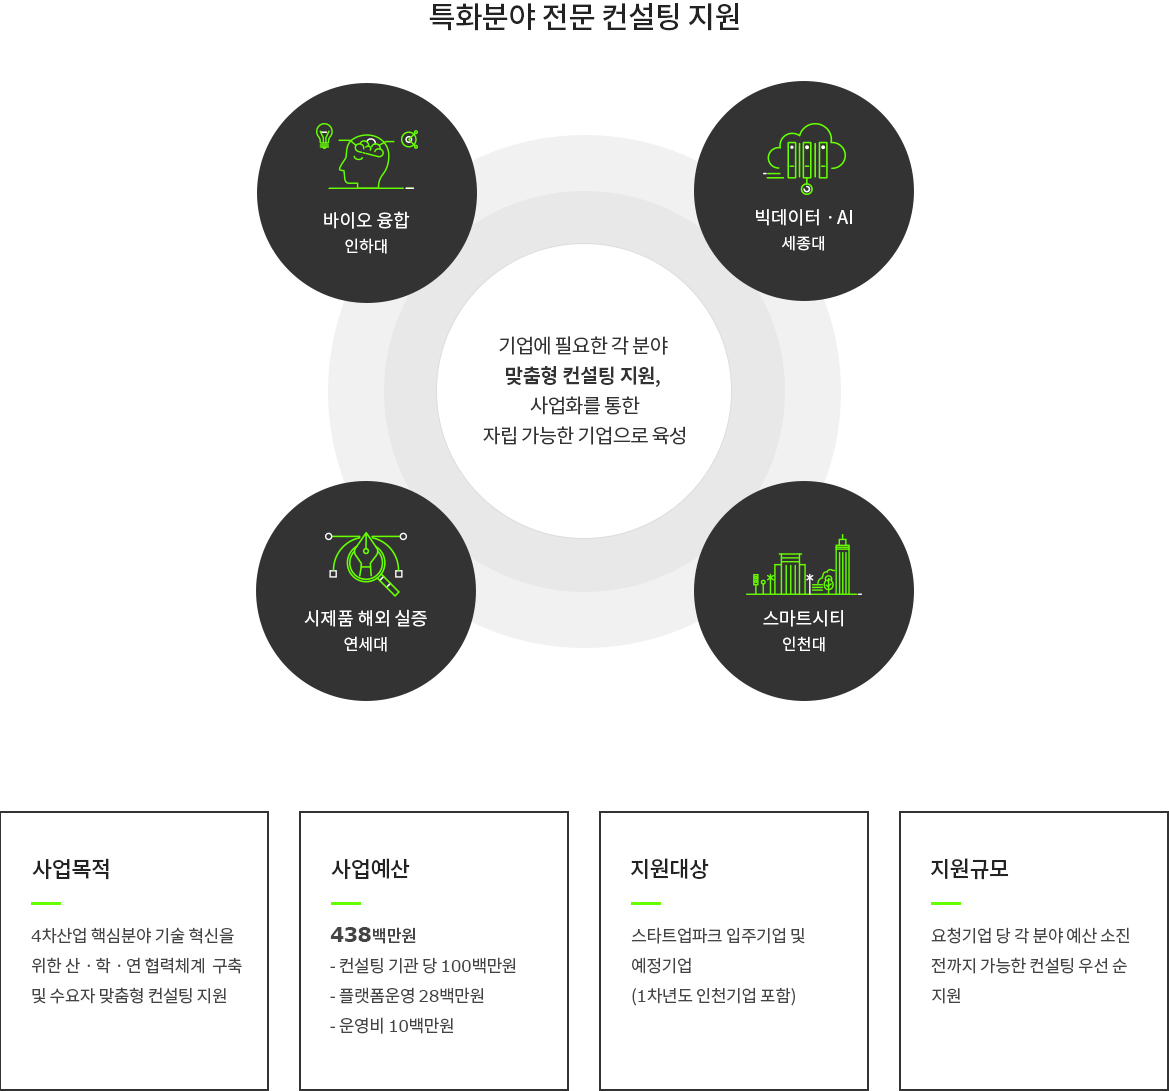 특화분야 전문 컨설팅 지원
바이오 융합
인하대
빅데이터 · AI
세종대
기업에 필요한 각 분야
맞춤형 컨설팅 지원,
사업화를 통한
자립 가능한 기업으로 육성
시제품 해외 실증
연세대
스마트시티
인천대
사업목적
4차산업 핵심분야 기술 혁신을
위한 산 · 학 · 연 협력체계 구축
및 수요자 맞춤형 컨설팅 지원
사업예산
438백만원
- 컨설팅 기관 당 100백만원
- 플랫폼운영 28백만원
- 운영비 10백만원
지원대상
스타트업파크 입주기업 및
예정기업
(1차년도 인천기업 포함)
지원규모
요청기업 당 각 분야 예산 소진
전까지 가능한 컨설팅 우선 순
지원